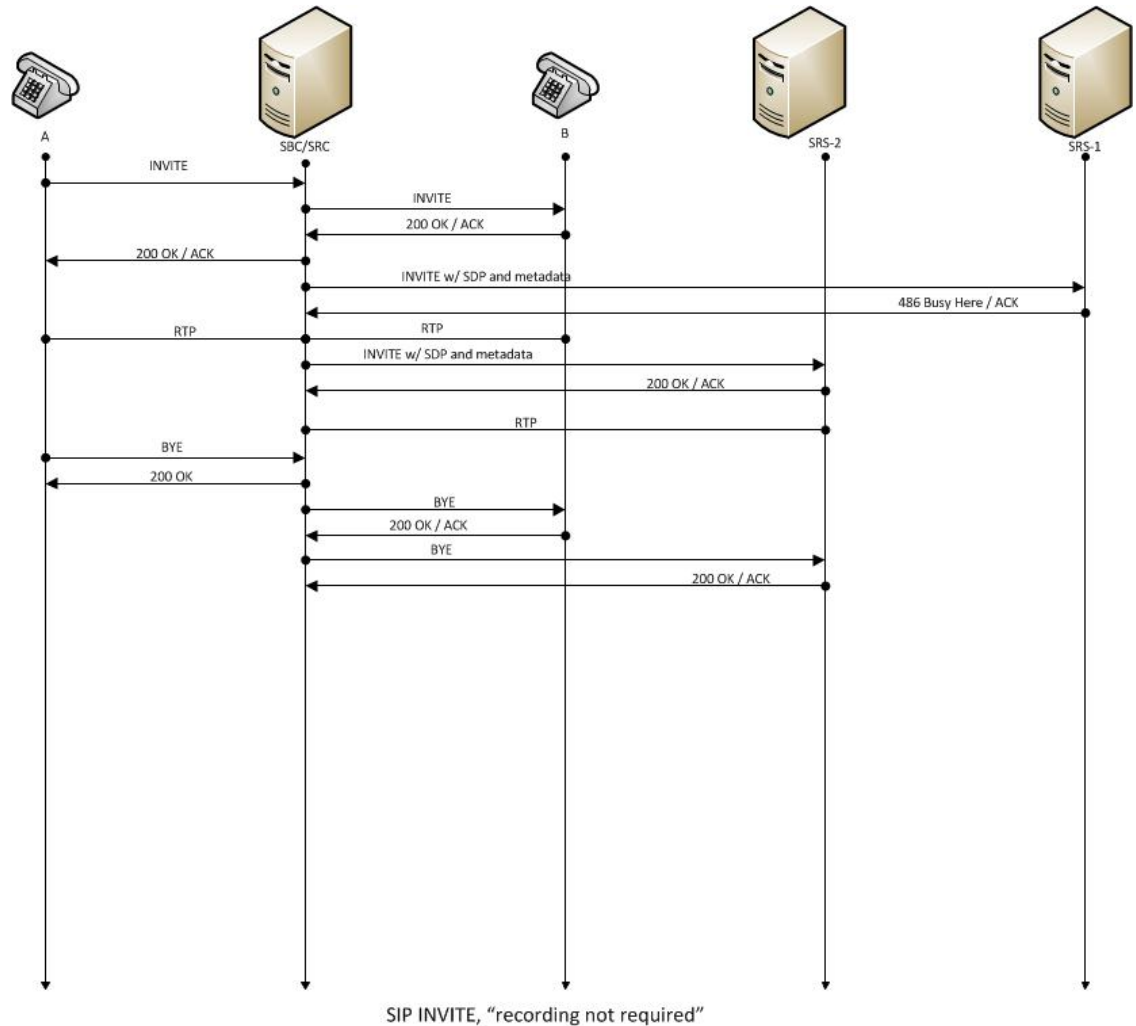 A
SBC/SRC
B
SRS-2
SRS-1
INVITE
INVITE
200 OK / ACK
200 OK / ACK
INVITE w/ SDP and metadata
486 Busy Here / ACK
RTP
RTP
INVITE w/ SDP and metadata
200 OK / ACK
RTP
BYE
200 OK
BYE
200 OK / ACK
BYE
200 OK / ACK
SIP INVITE, “recording not required”